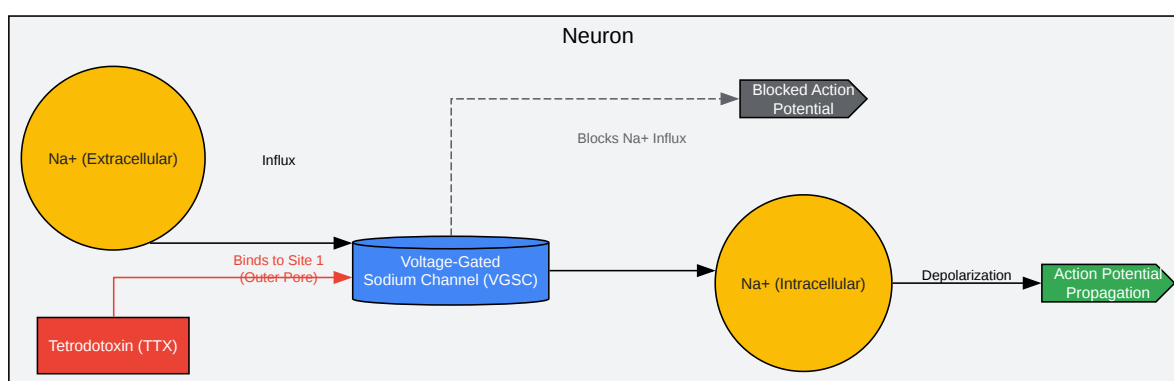 Neuron
Blocked Action
Potential
Blocks Na+ Influx
Na+ (Extracellular)
Influx
Binds to Site 1
(Outer Pore)
Voltage-Gated
Sodium Channel (VGSC)
Na+ (Intracellular)
Depolarization
Action Potential
Propagation
Tetrodotoxin (TTX)